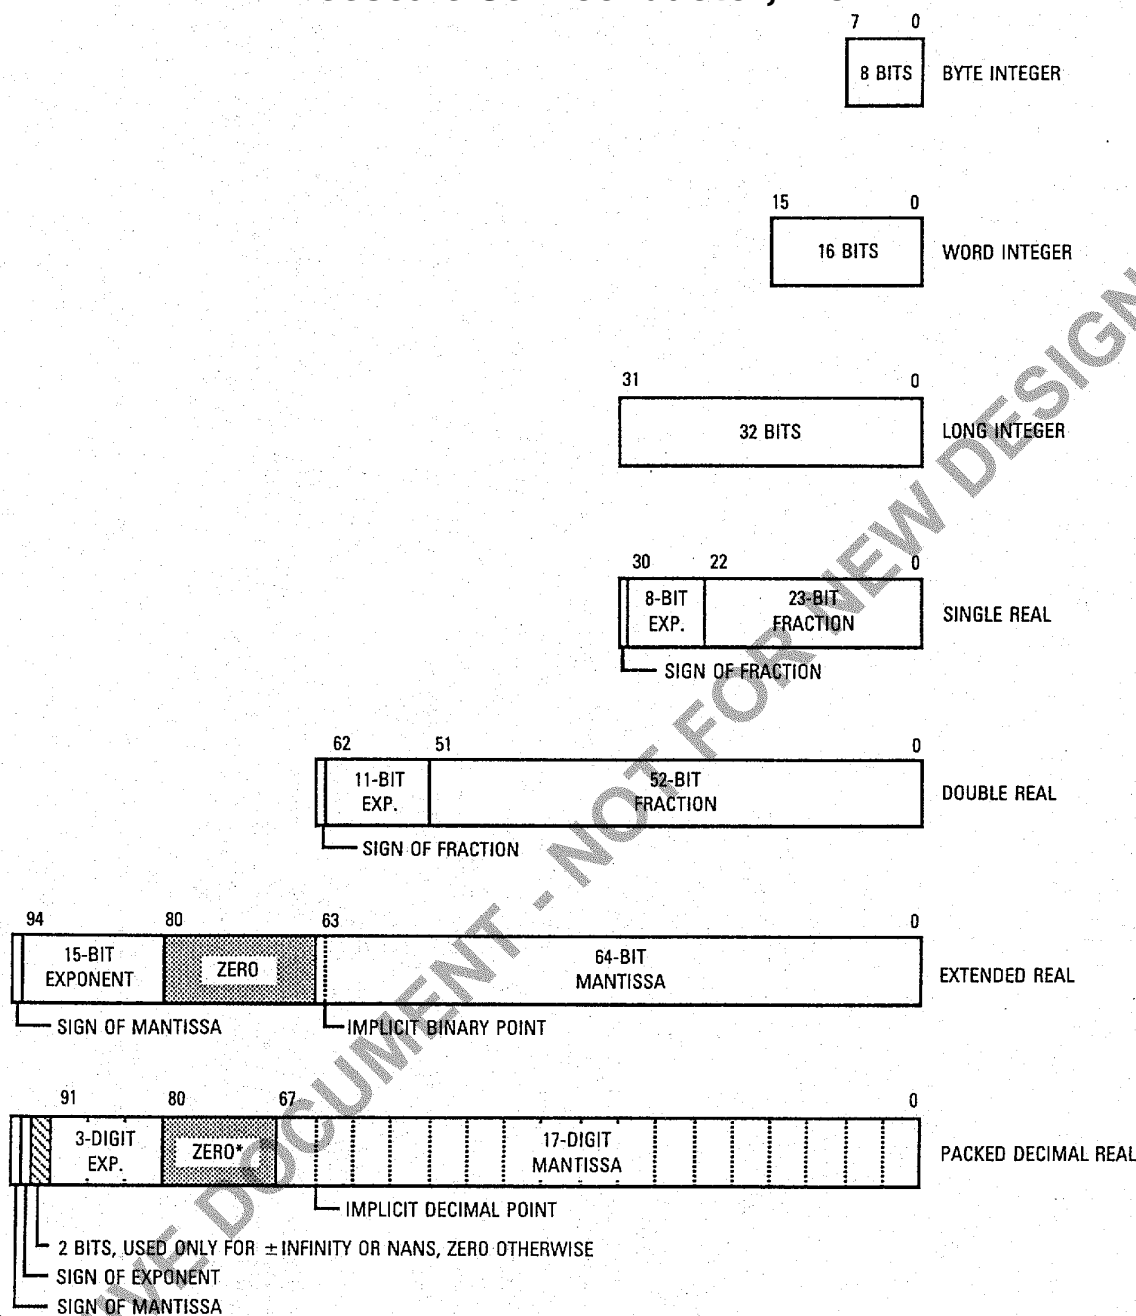 7 0
8 BITS BYTE INTEGER
15 0
16 BITS WORD INTEGER
31 0
32 BITS LONG INTEGER
30 22 0
8-BIT EXP. 23-BIT FRACTION SINGLE REAL
SIGN OF FRACTION
62 51 0
11-BIT EXP. 52-BIT FRACTION DOUBLE REAL
SIGN OF FRACTION
94 80 63 0
15-BIT EXPONENT ZERO 64-BIT MANTISSA EXTENDED REAL
SIGN OF MANTISSA IMPLICIT BINARY POINT
91 80 67 0
3-DIGIT EXP. ZERO* 17-DIGIT MANTISSA PACKED DECIMAL REAL
IMPLICIT DECIMAL POINT
2 BITS, USED ONLY FOR ±INFINITY OR NANS, ZERO OTHERWISE
SIGN OF EXPONENT
SIGN OF MANTISSA
DOCUMENT - NOT FOR NEW DESIGN